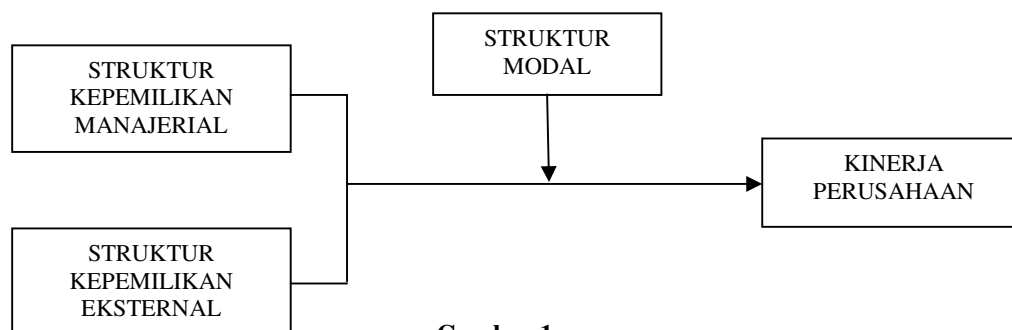 STRUKTUR
MODAL
STRUKTUR
KEPEMILIKAN
MANAJERIAL
KINERJA
PERUSAHAAN
STRUKTUR
KEPEMILIKAN
EKSTERNAL